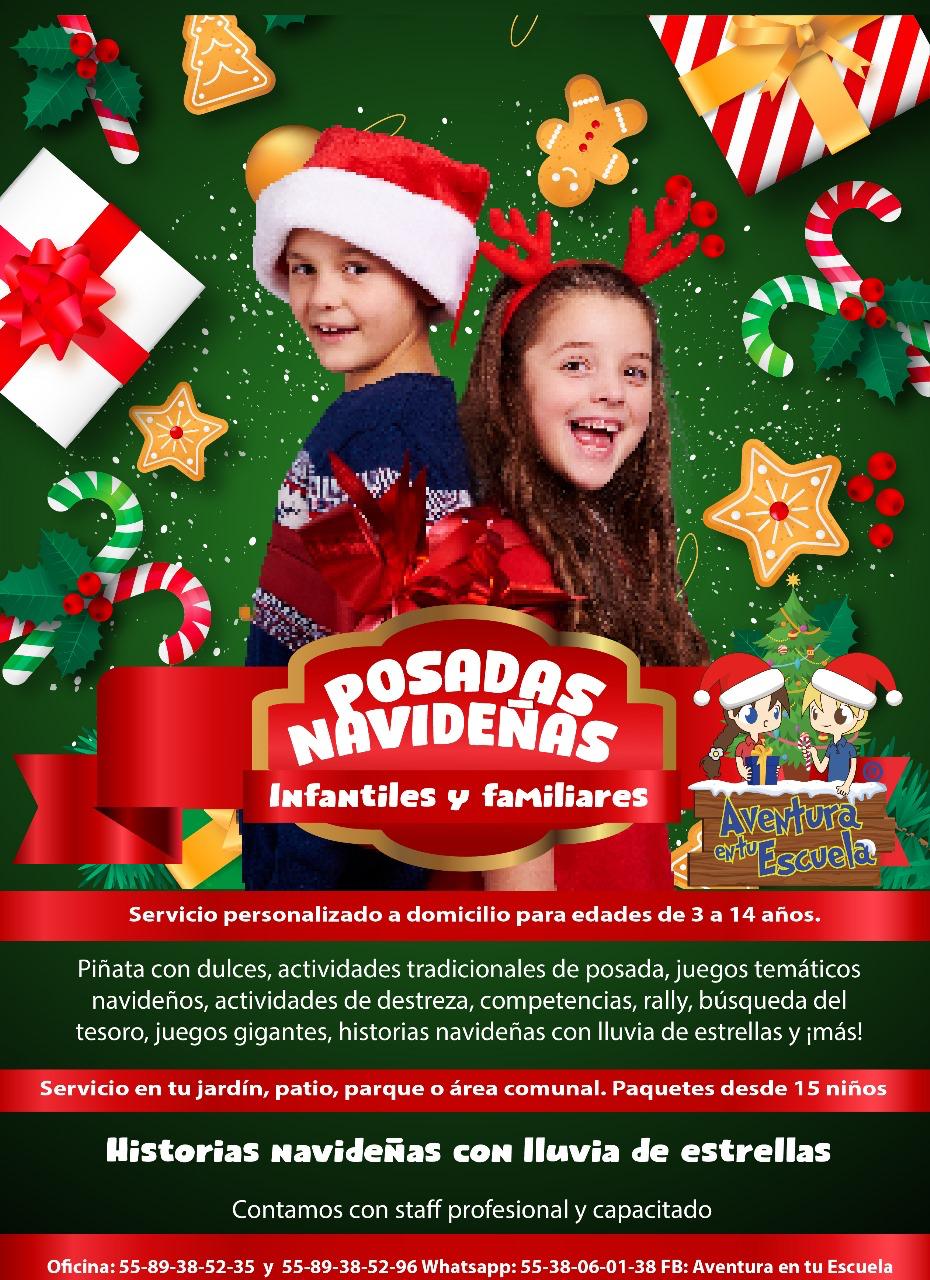 POSADAS
NAVIDEÑAS
Infantiles y familiares
Aventura
en tu
Escuela
Servicio personalizado a domicilio para edades de 3 a 14 años.
Piñata con dulces, actividades tradicionales de posada, juegos temáticos
navideños, actividades de destreza, competencias, rally, búsqueda del
tesoro, juegos gigantes, historias navideñas con lluvia de estrellas y ¡más!
Servicio en tu jardín, patio, parque o área comunal. Paquetes desde 15 niños
Historias navideñas con lluvia de estrellas
Contamos con staff profesional y capacitado
Oficina: 55-89-38-52-35 y 55-89-38-52-96 Whatsapp: 55-38-06-01-38 FB: Aventura en tu Escuela